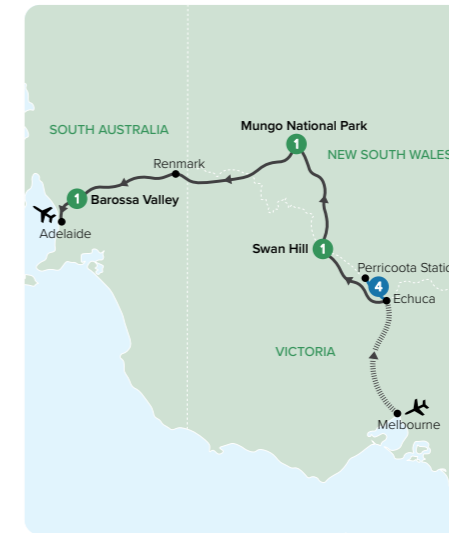 Mungo National Park
1
SOUTH AUSTRALIA
NEW SOUTH WALES
Renmark
1
Barossa Valley
Adelaide
Swan Hill
1
Perricoota Statio
4
Echuca
VICTORIA
Melbourne